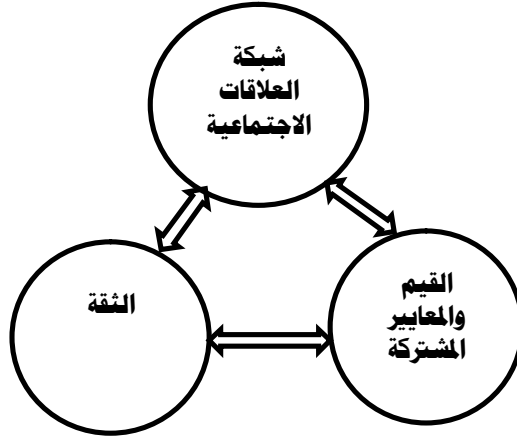 شبكة
العلاقات
الاجتماعية
الثقة
القيم
والمعايير
المشتركة